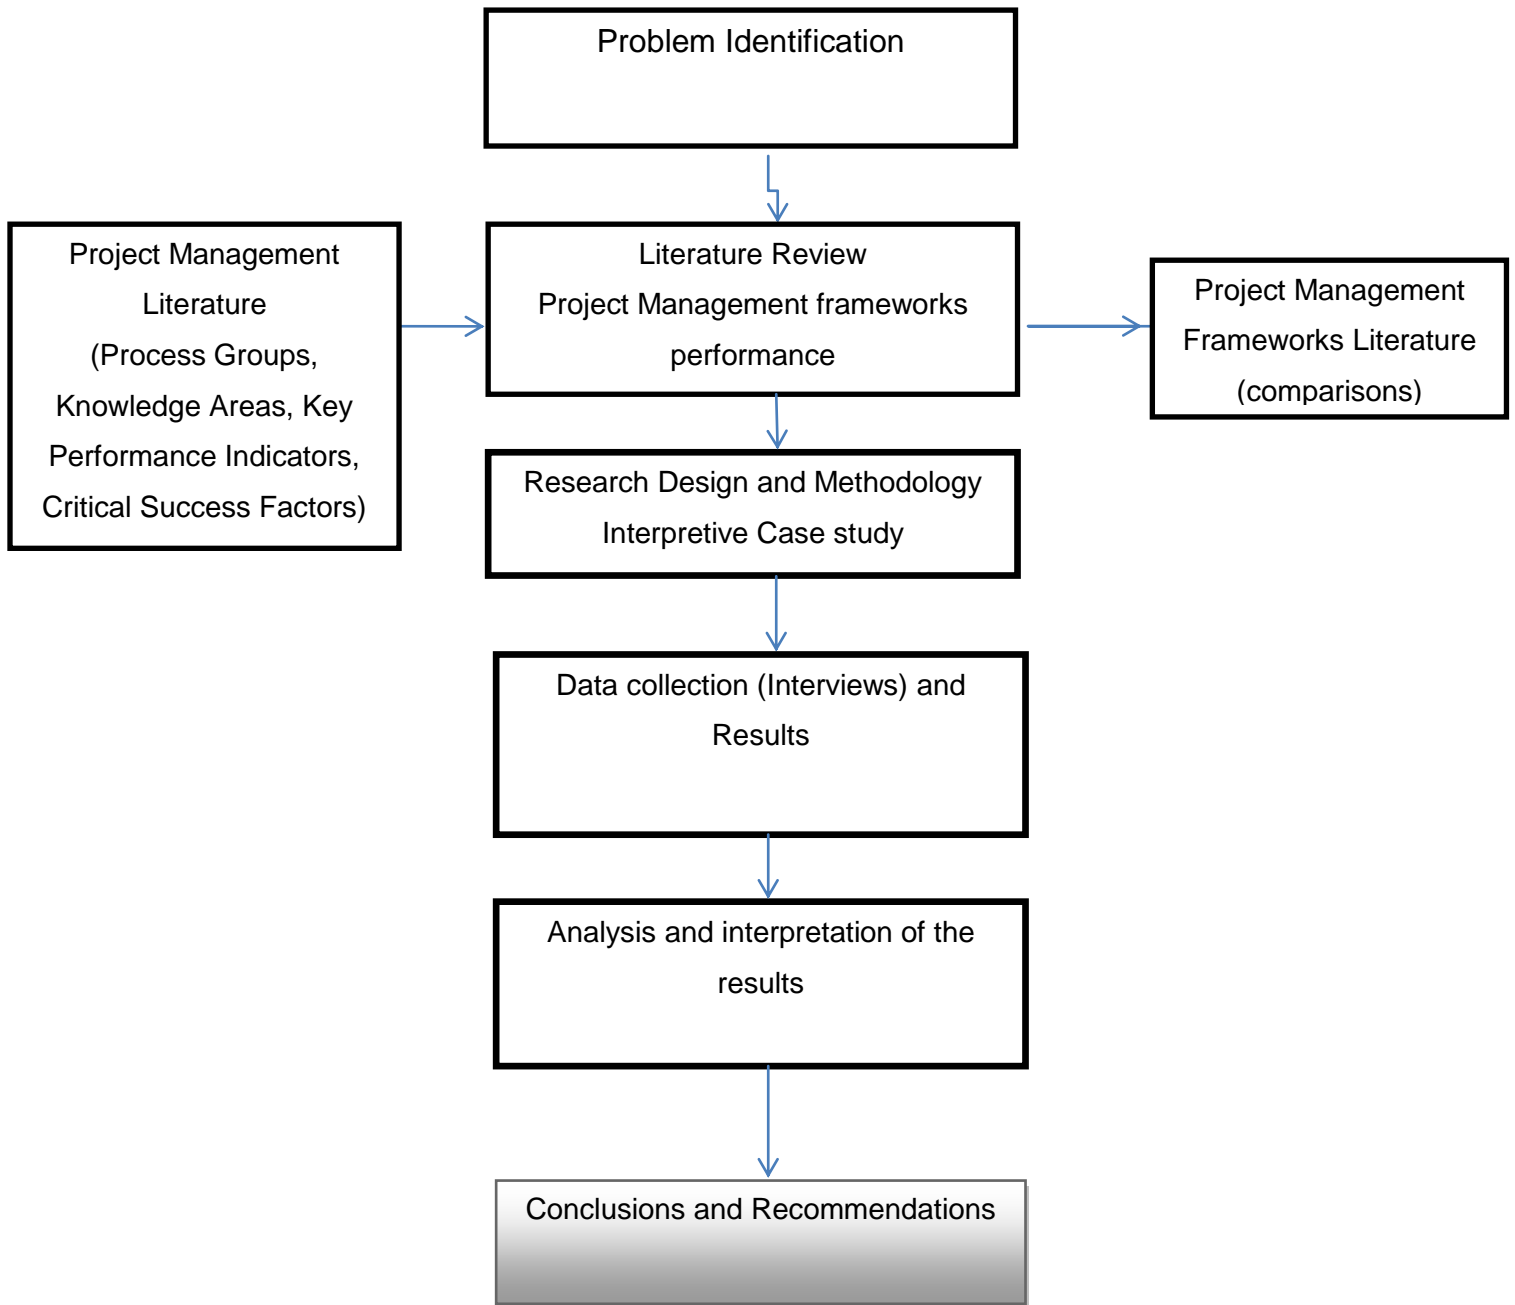 Problem Identification
Project Management
Literature
(Process Groups,
Knowledge Areas, Key
Performance Indicators,
Critical Success Factors)
Literature Review
Project Management frameworks
performance
Project Management
Frameworks Literature
(comparisons)
Research Design and Methodology
Interpretive Case study
Data collection (Interviews) and
Results
Analysis and interpretation of the
results
Conclusions and Recommendations